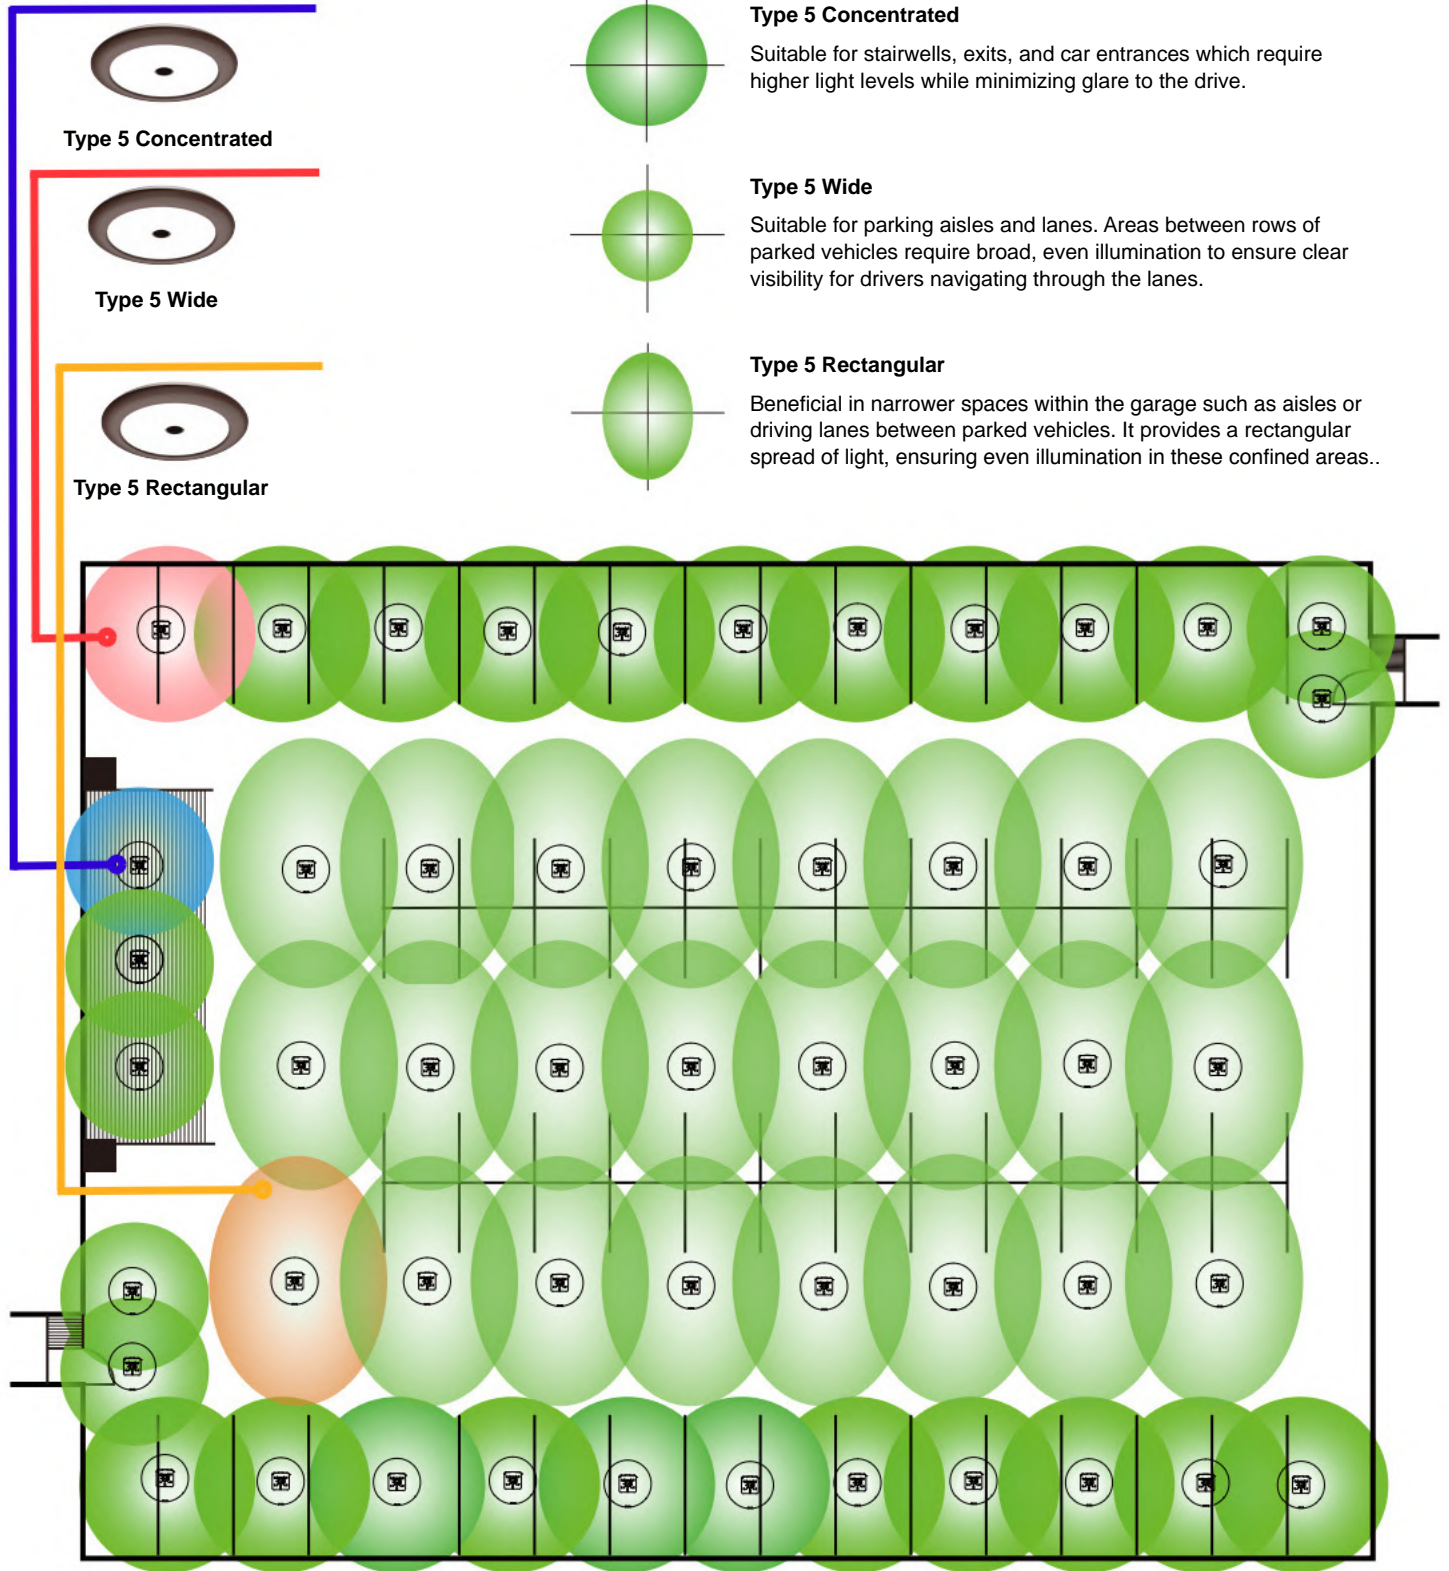 Type 5 Concentrated
Type 5 Concentrated
Suitable for stairwells, exits, and car entrances which require
higher light levels while minimizing glare to the drive.
Type 5 Wide
Type 5 Wide
Suitable for parking aisles and lanes. Areas between rows of
parked vehicles require broad, even illumination to ensure clear
visibility for drivers navigating through the lanes.
Type 5 Rectangular
Type 5 Rectangular
Beneficial in narrower spaces within the garage such as aisles or
driving lanes between parked vehicles. It provides a rectangular
spread of light, ensuring even illumination in these confined areas..